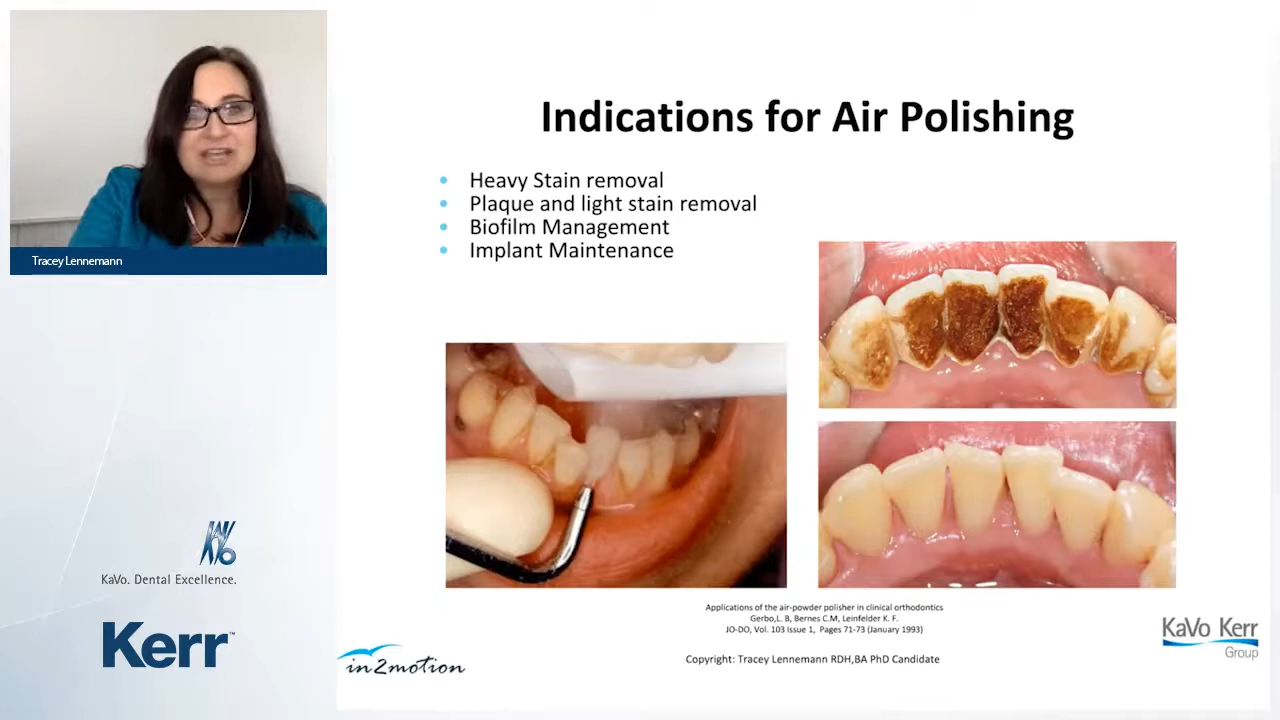 Indications for Air Polishing
Heavy Stain removal
Plaque and light stain removal
Biofilm Management
Implant Maintenance
Tracey Lennemann
KaVo. Dental Excellence.
Kerr™
Applications of the air-powder polisher in clinical orthodontics
Gerbo,L. B, Bernes C.M, Leinfelder K. F.
JO-DO, Vol. 103 Issue 1, Pages 71-73 (January 1993)
Copyright: Tracey Lennemann RDH,BA PhD Candidate
in2motion
KaVo Kerr
Group